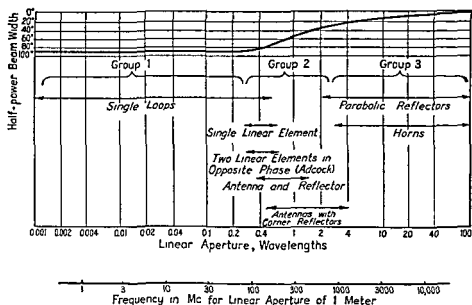 Half-power Beam Width
0°
20°
40°
60°
80°
100°
Group 1
Group 2
Group 3
Single Loops
Parabolic Reflectors
Single Linear Element
Horns
Two Linear Elements in
Opposite Phase (Adcock)
Antenna and Reflector
Antennas with
Corner Reflectors
0.001 0.002 0.004 0.01 0.02 0.04 0.1 0.2 0.4 1 2 4 10 20 40 100
Linear Aperture, Wavelengths
1 3 10 30 100 300 1000 10,000
Frequency in Mc for Linear Aperture of 1 Meter